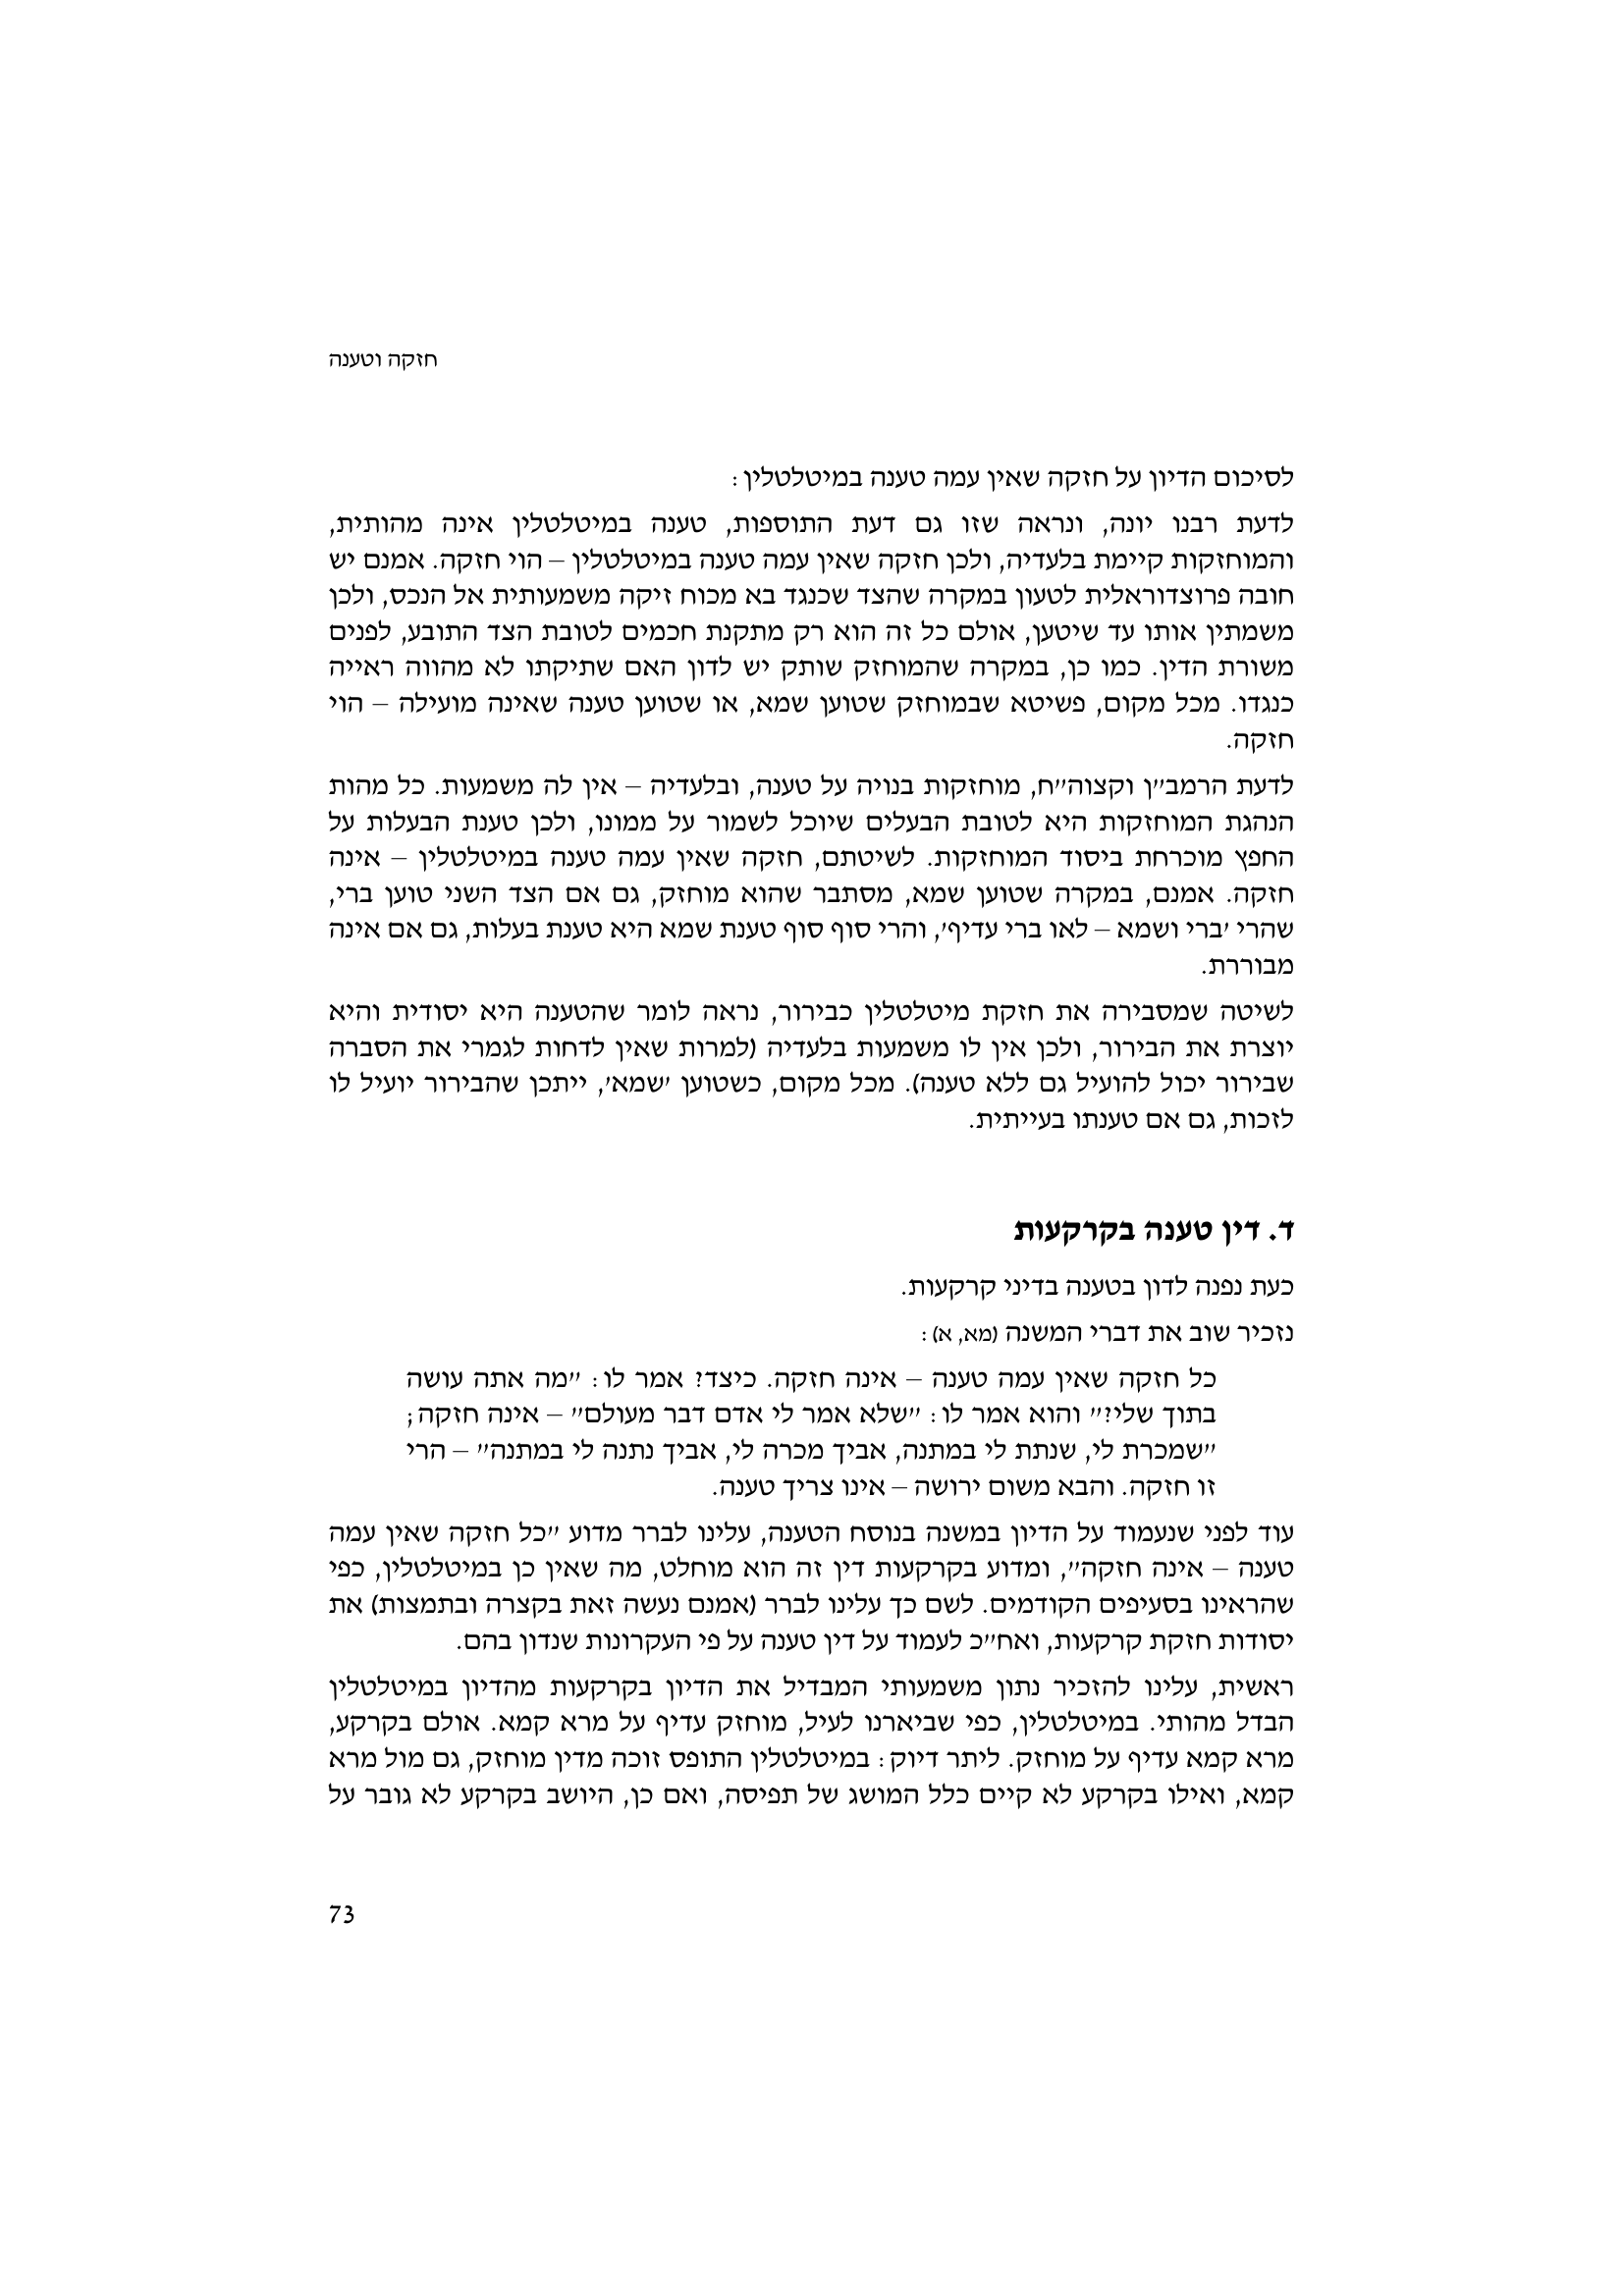 חזקה וטענה
לסיכום הדיון על חזקה שאין עמה טענה במיטלטלין:
לדעת רבנו יונה, ונראה שזו גם דעת התוספות, טענה במיטלטלין אינה מהותית,
והמוחזקות קיימת בלעדיה, ולכן חזקה שאין עמה טענה במיטלטלין – הוי חזקה. אמנם יש
חובה פרוצדוראלית לטעון במקרה שהצד שכנגד בא מכוח זיקה משמעותית אל הנכס, ולכן
משמתין אותו עד שיטען, אולם כל זה הוא רק מתקנת חכמים לטובת הצד התובע, לפנים
משורת הדין. כמו כן, במקרה שהמוחזק שותק יש לדון האם שתיקתו לא מהווה ראייה
כנגדו. מכל מקום, פשיטא שבמוחזק שטוען שמא, או שטוען טענה שאינה מועילה – הוי
חזקה.
לדעת הרמב״ן וקצוה״ח, מוחזקות בנויה על טענה, ובלעדיה – אין לה משמעות. כל מהות
הנהגת המוחזקות היא לטובת הבעלים שיוכל לשמור על ממונו, ולכן טענת הבעלות על
החפץ מוכרחת ביסוד המוחזקות. לשיטתם, חזקה שאין עמה טענה במיטלטלין – אינה
חזקה. אמנם, במקרה שטוען שמא, מסתבר שהוא מוחזק, גם אם הצד השני טוען ברי,
שהרי ׳ברי ושמא – לאו ברי עדיף׳, והרי סוף סוף טענת שמא היא טענת בעלות, גם אם אינה
מבוררת.
לשיטה שמסבירה את חזקת מיטלטלין כבירור, נראה לומר שהטענה היא יסודית והיא
יוצרת את הבירור, ולכן אין לו משמעות בלעדיה (למרות שאין לדחות לגמרי את הסברה
שבירור יכול להועיל גם ללא טענה). מכל מקום, כשטוען ׳שמא׳, ייתכן שהבירור יועיל לו
לזכות, גם אם טענתו בעייתית.
ד. דין טענה בקרקעות
כעת נפנה לדון בטענה בדיני קרקעות.
נזכיר שוב את דברי המשנה (מא, א):
כל חזקה שאין עמה טענה – אינה חזקה. כיצד? אמר לו: ״מה אתה עושה
בתוך שלי?״ והוא אמר לו: ״שלא אמר לי אדם דבר מעולם״ – אינה חזקה;
״שמכרת לי, שנתת לי במתנה, אביך מכרה לי, אביך נתנה לי במתנה״ – הרי
זו חזקה. והבא משום ירושה – אינו צריך טענה.
עוד לפני שנעמוד על הדיון במשנה בנוסח הטענה, עלינו לברר מדוע ״כל חזקה שאין עמה
טענה – אינה חזקה״, ומדוע בקרקעות דין זה הוא מוחלט, מה שאין כן במיטלטלין, כפי
שהראינו בסעיפים הקודמים. לשם כך עלינו לברר (אמנם נעשה זאת בקצרה ובתמצות) את
יסודות חזקת קרקעות, ואח״כ לעמוד על דין טענה על פי העקרונות שנדון בהם.
ראשית, עלינו להזכיר נתון משמעותי המבדיל את הדיון בקרקעות מהדיון במיטלטלין
הבדל מהותי. במיטלטלין, כפי שביארנו לעיל, מוחזק עדיף על מרא קמא. אולם בקרקע,
מרא קמא עדיף על מוחזק. ליתר דיוק: במיטלטלין התופס זוכה מדין מוחזק, גם מול מרא
קמא, ואילו בקרקע לא קיים כלל המושג של תפיסה, ואם כן, היושב בקרקע לא גובר על
73